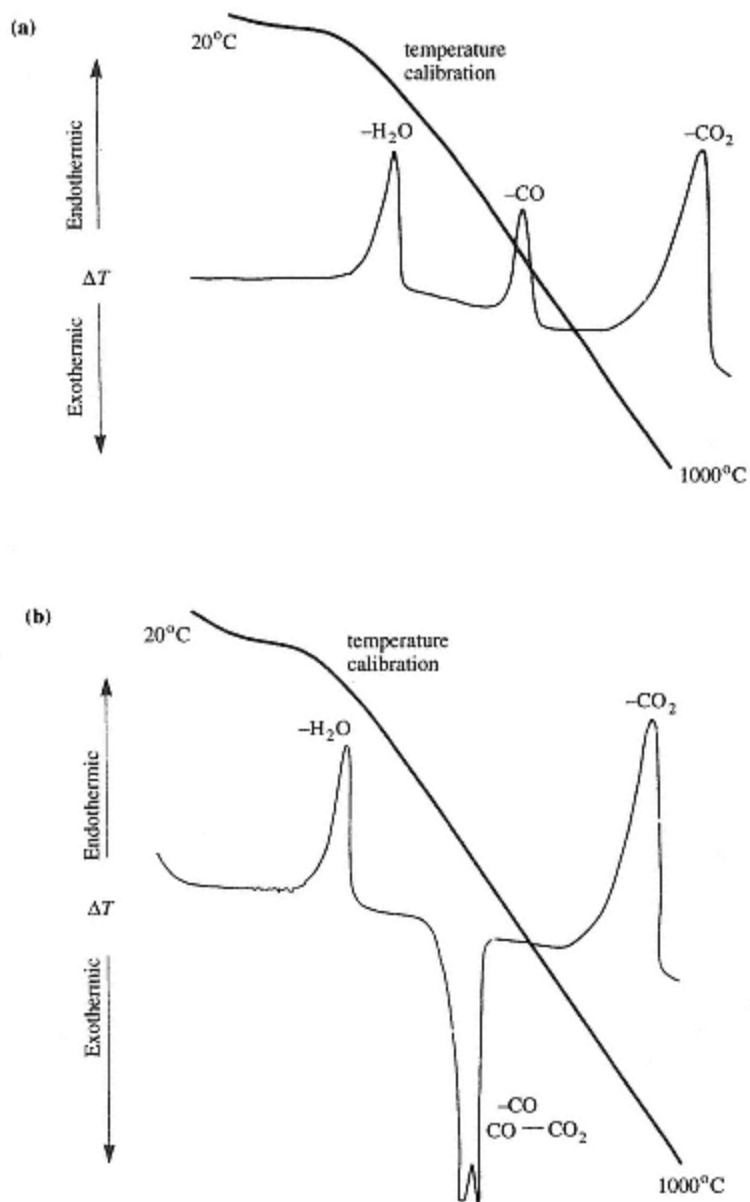 (a)
20°C
temperature
calibration
–H₂O
–CO
–CO₂
Endothermic
ΔT
Exothermic
1000°C
(b)
20°C
temperature
calibration
–H₂O
–CO₂
Endothermic
ΔT
Exothermic
–CO
CO — CO₂
1000°C